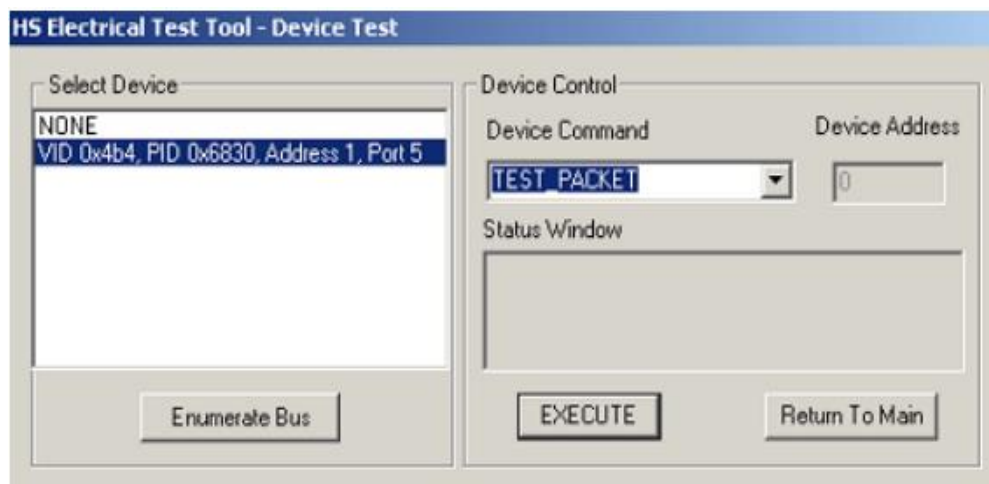 HS Electrical Test Tool - Device Test
Select Device
NONE
VID 0x4b4, PID 0x6830, Address 1, Port 5
Enumerate Bus
Device Control
Device Command
Device Address
TEST_PACKET
0
Status Window
EXECUTE
Return To Main